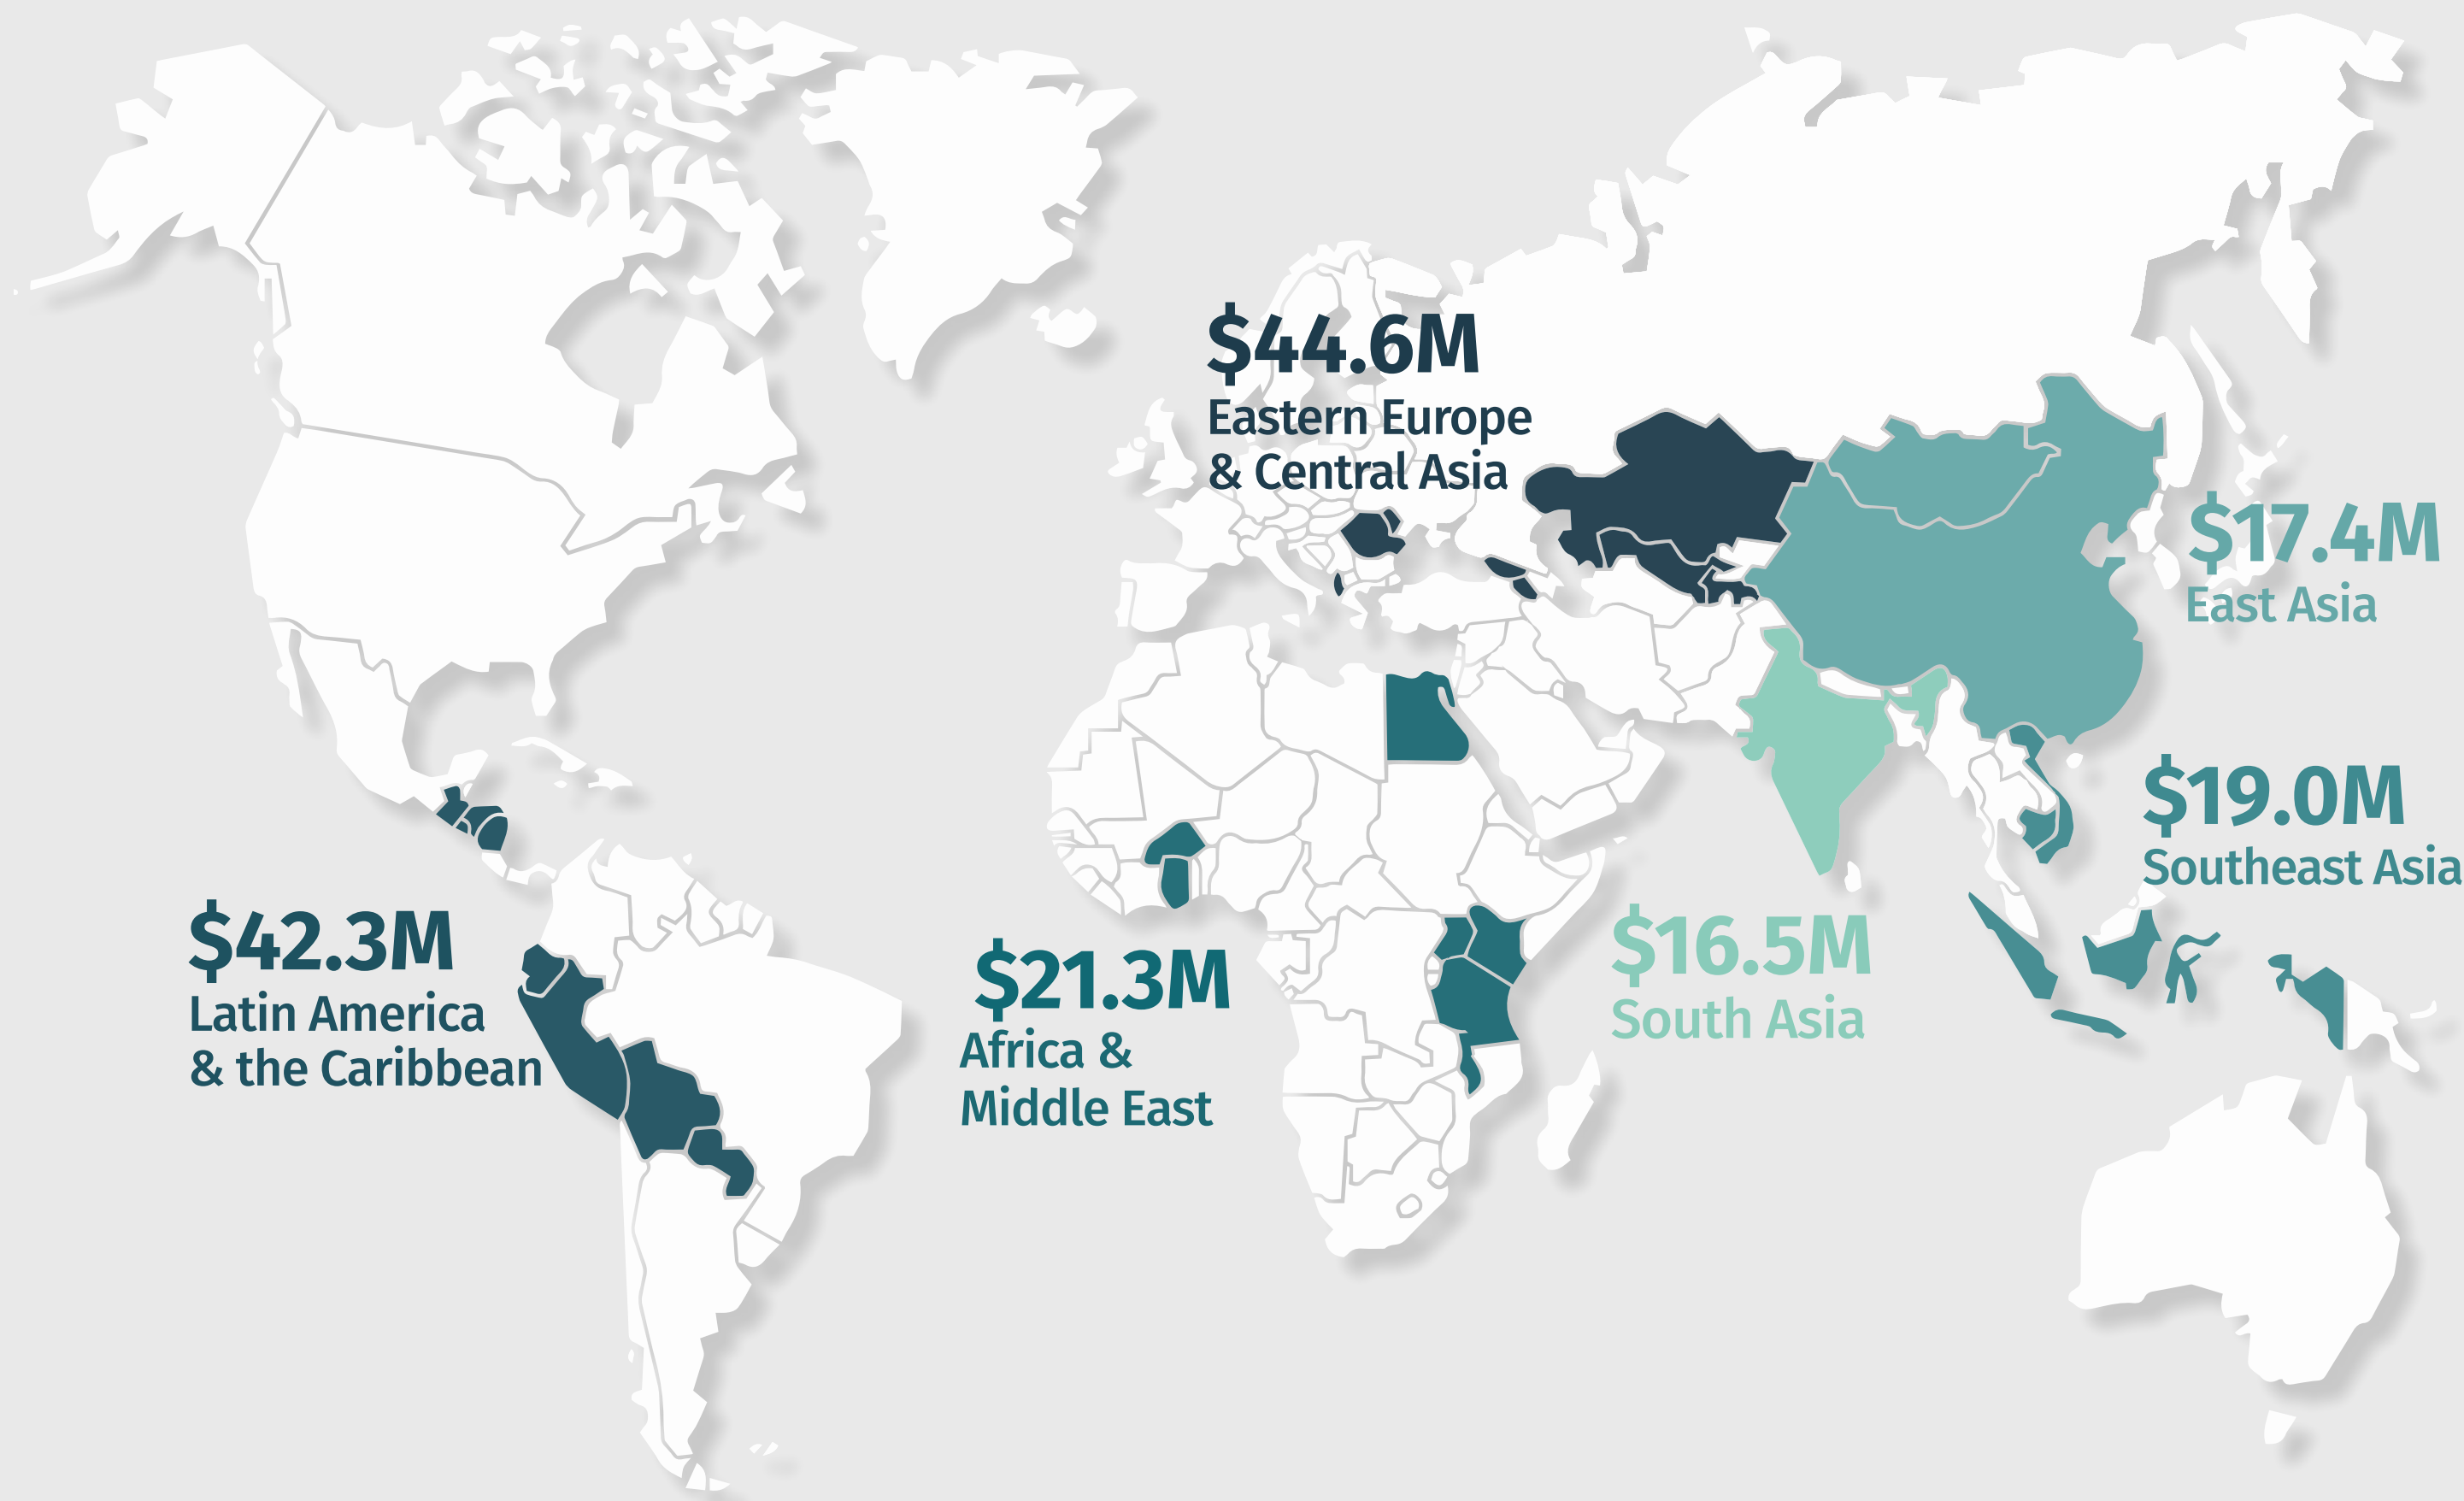 $44.6M
Eastern Europe
& Central Asia
$17.4M
East Asia
$19.0M
Southeast Asia
$42.3M
Latin America
& the Caribbean
$21.3M
Africa &
Middle East
$16.5M
South Asia